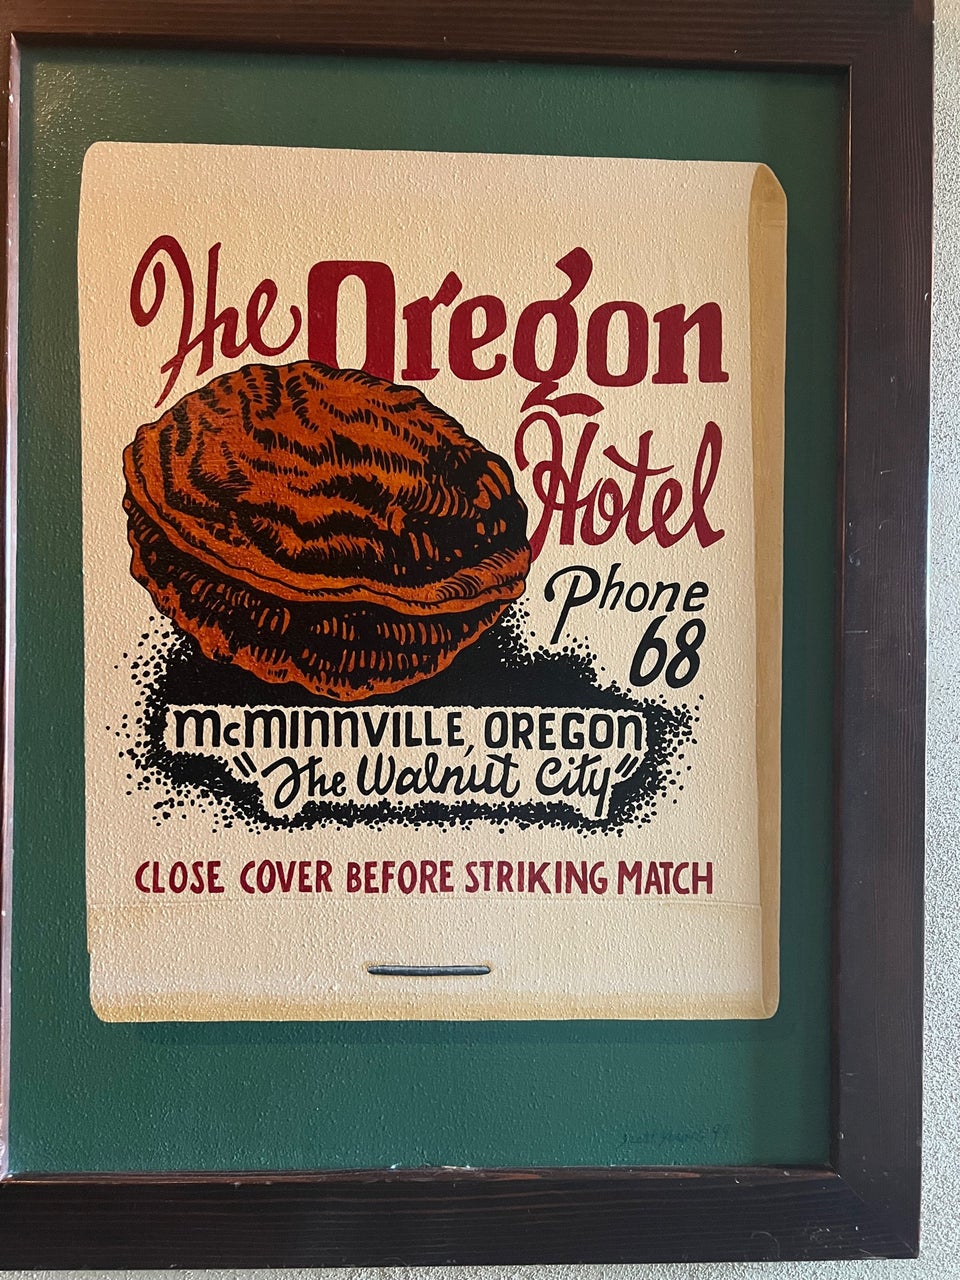 The Oregon
Hotel
Phone
68
McMINNVILLE, OREGON
"The Walnut City"
CLOSE COVER BEFORE STRIKING MATCH